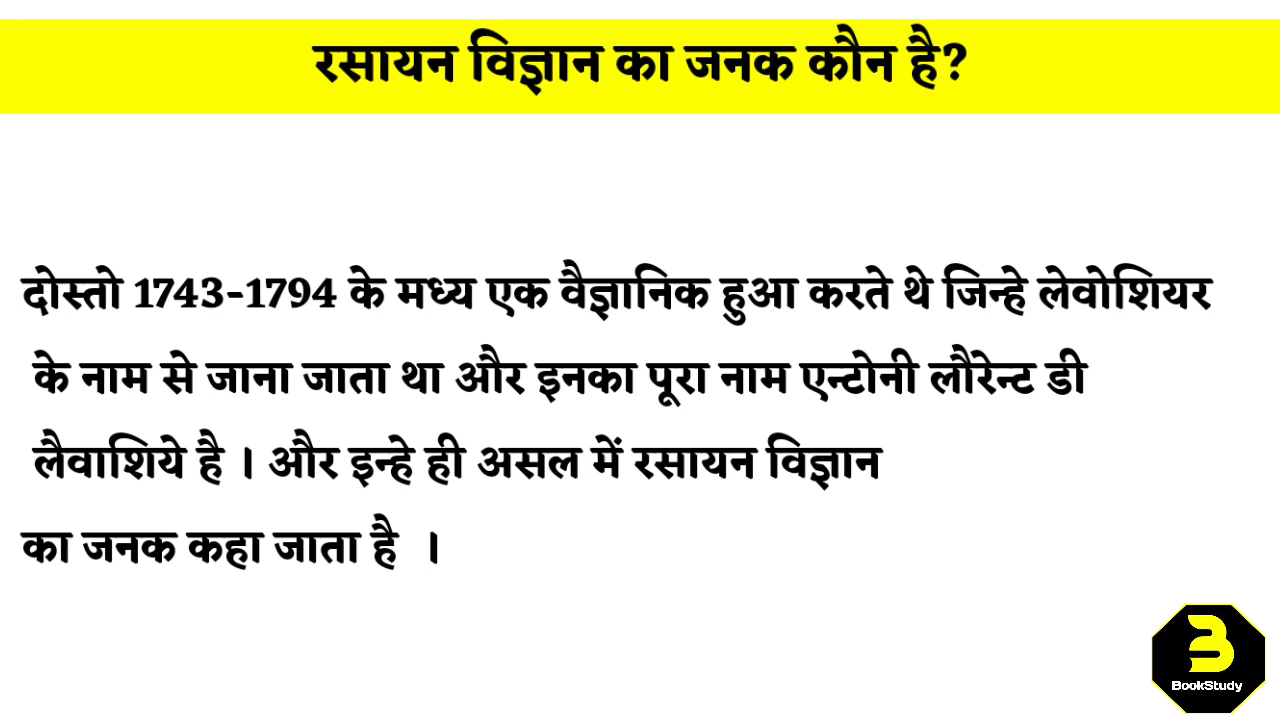 रसायन विज्ञान का जनक कौन है?
दोस्तो 1743-1794 के मध्य एक वैज्ञानिक हुआ करते थे जिन्हे लेवोशियर
के नाम से जाना जाता था और इनका पूरा नाम एन्टोनी लौरेन्ट डी
लैवाशिये है । और इन्हे ही असल में रसायन विज्ञान
का जनक कहा जाता है ।
BookStudy